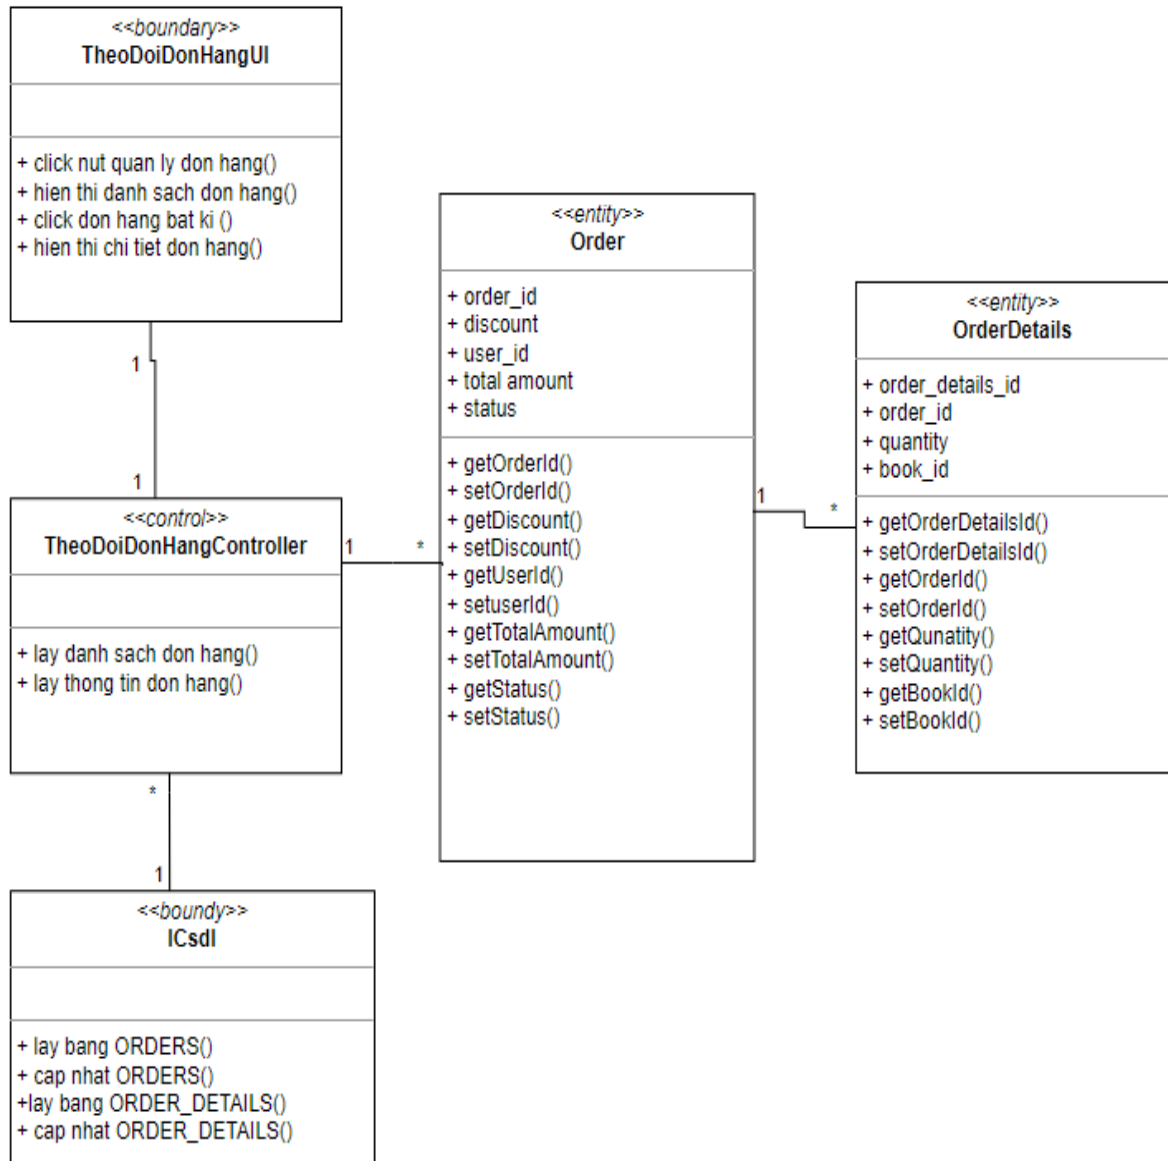 <<boundary>>
TheoDoiDonHangUI
+ click nut quan ly don hang()
+ hien thi danh sach don hang()
+ click don hang bat ki ()
+ hien thi chi tiet don hang()
1
1
<<control>>
TheoDoiDonHangController
+ lay danh sach don hang()
+ lay thong tin don hang()
1
*
*
1
<<boundy>>
ICsdl
+ lay bang ORDERS()
+ cap nhat ORDERS()
+lay bang ORDER_DETAILS()
+ cap nhat ORDER_DETAILS()
<<entity>>
Order
+ order_id
+ discount
+ user_id
+ total amount
+ status
+ getOrderId()
+ setOrderId()
+ getDiscount()
+ setDiscount()
+ getUserId()
+ setuserId()
+ getTotalAmount()
+ setTotalAmount()
+ getStatus()
+ setStatus()
1
*
<<entity>>
OrderDetails
+ order_details_id
+ order_id
+ quantity
+ book_id
+ getOrderDetailsId()
+ setOrderDetailsId()
+ getOrderId()
+ setOrderId()
+ getQunatity()
+ setQuantity()
+ getBookId()
+ setBookId()